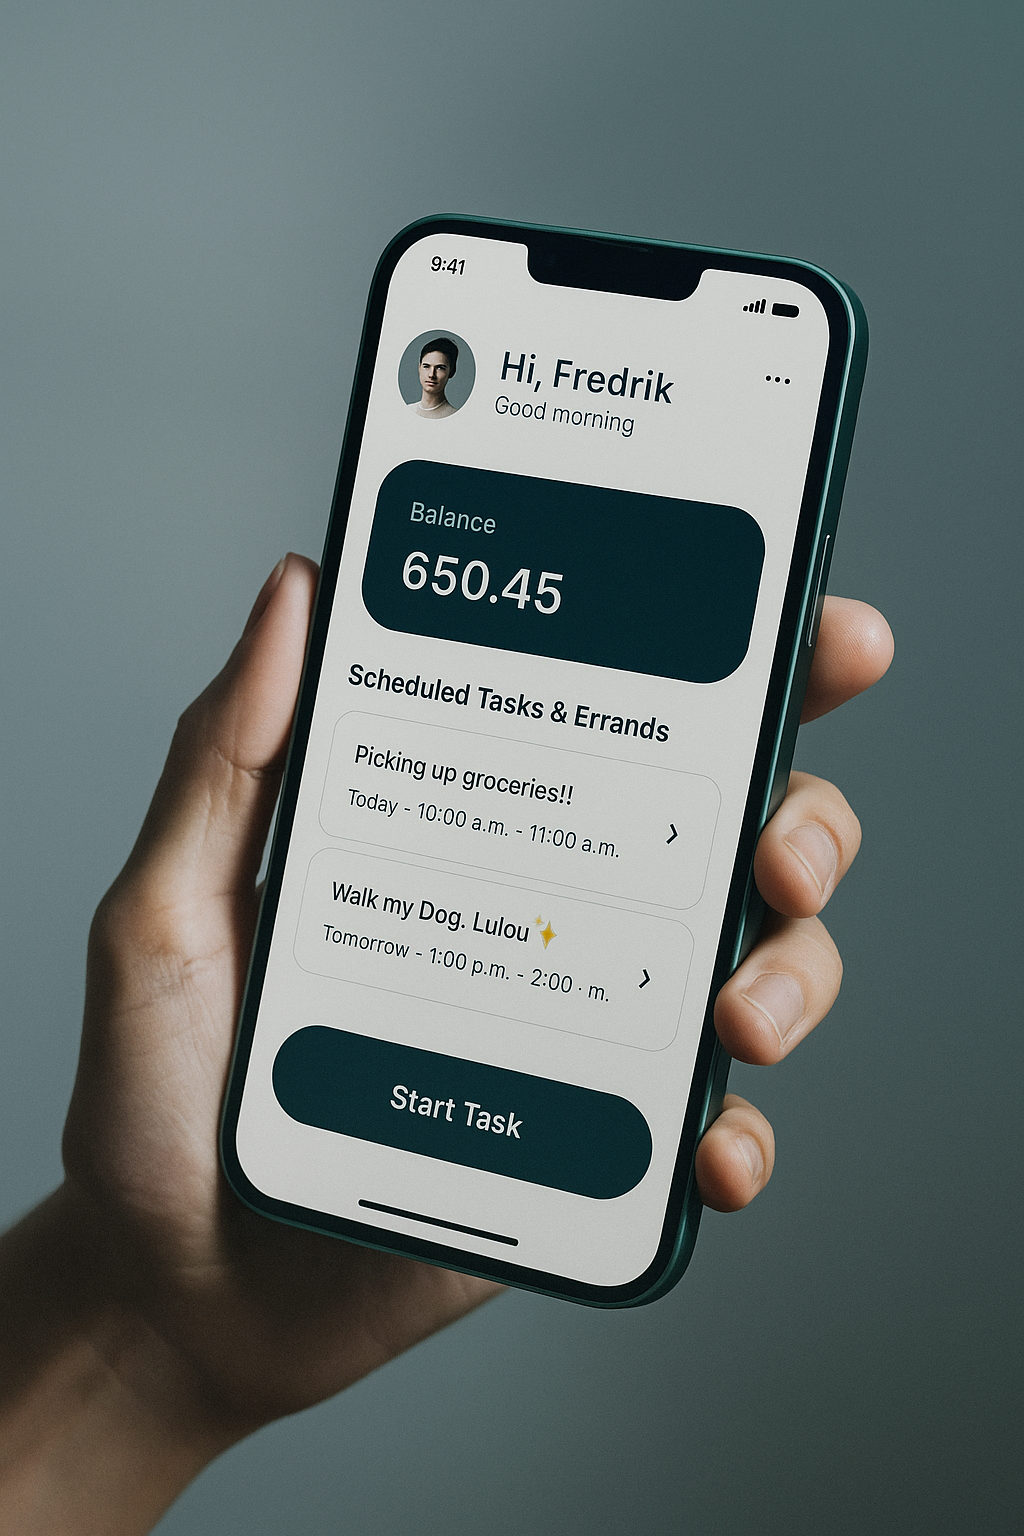 9:41
Hi, Fredrik
Good morning
Balance
650.45
Scheduled Tasks & Errands
Picking up groceries!!
Today - 10:00 a.m. - 11:00 a.m.
Walk my Dog. Lulou ✨
Tomorrow - 1:00 p.m. - 2:00 · m.
Start Task